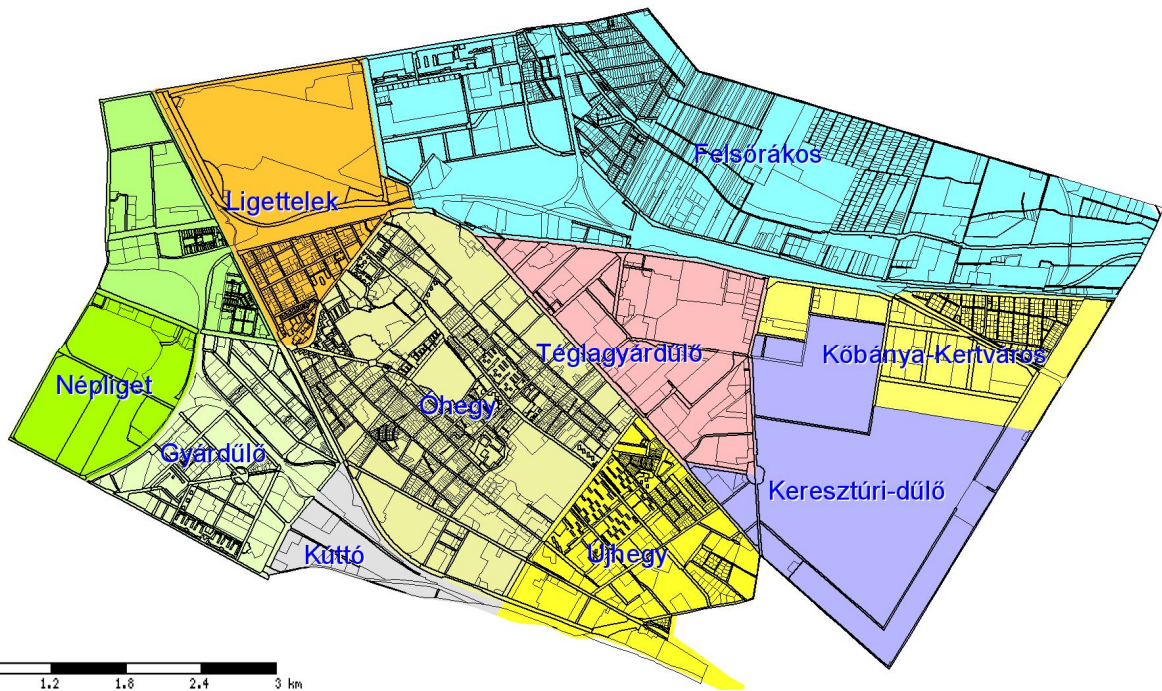 Felsőrákos
Ligettelek
Téglagyárdűlő
Kőbánya-Kertváros
Népliget
Óhegy
Gyárdűlő
Keresztúri-dűlő
Kúttó
Újhegy
1.2 1.8 2.4 3 km